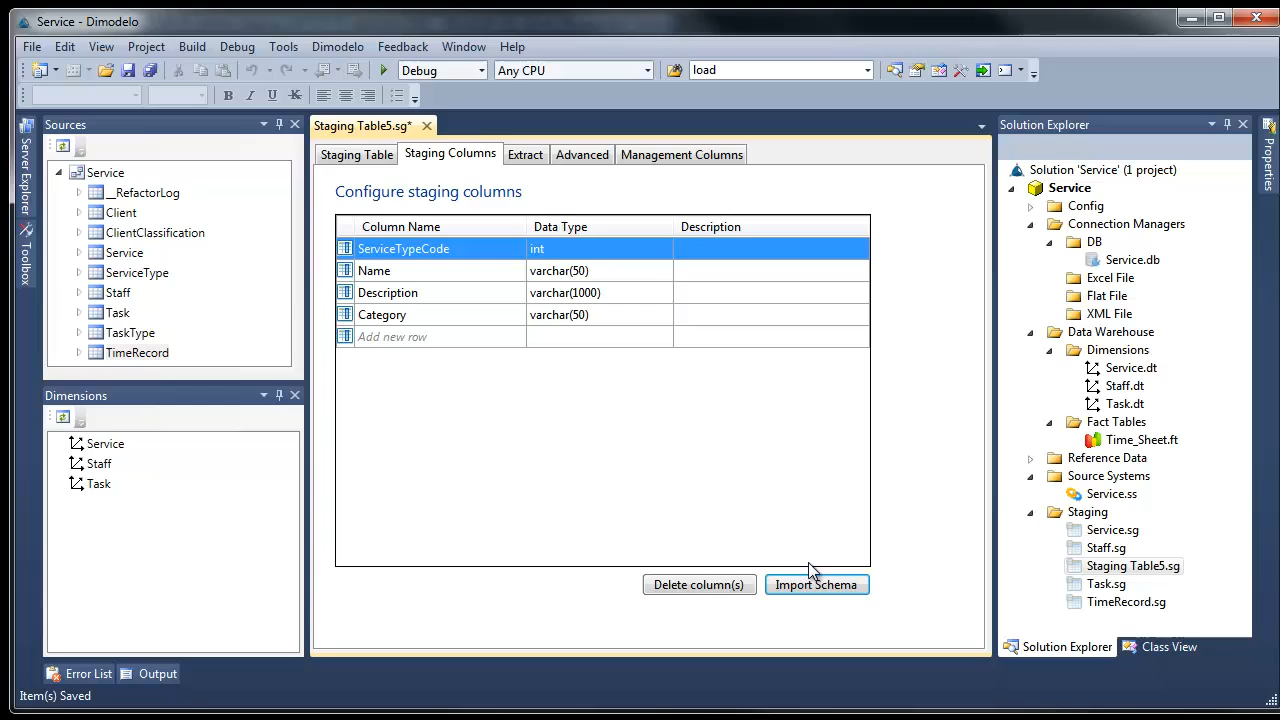 Service - Dimodelo
File Edit View Project Build Debug Tools Dimodelo Feedback Window Help
Debug Any CPU load
Server Explorer
Toolbox
Sources
Service
__RefactorLog
Client
ClientClassification
Service
ServiceType
Staff
Task
TaskType
TimeRecord
Dimensions
Service
Staff
Task
Staging Table5.sg*
Staging Table Staging Columns Extract Advanced Management Columns
Configure staging columns
Column Name Data Type Description
ServiceTypeCode int
Name varchar(50)
Description varchar(1000)
Category varchar(50)
Add new row
Delete column(s) Import Schema
Solution Explorer
Solution 'Service' (1 project)
Service
Config
Connection Managers
DB
Service.db
Excel File
Flat File
XML File
Data Warehouse
Dimensions
Service.dt
Staff.dt
Task.dt
Fact Tables
Time_Sheet.ft
Reference Data
Source Systems
Service.ss
Staging
Service.sg
Staff.sg
Staging Table5.sg
Task.sg
TimeRecord.sg
Solution Explorer Class View
Properties
Error List Output
Item(s) Saved